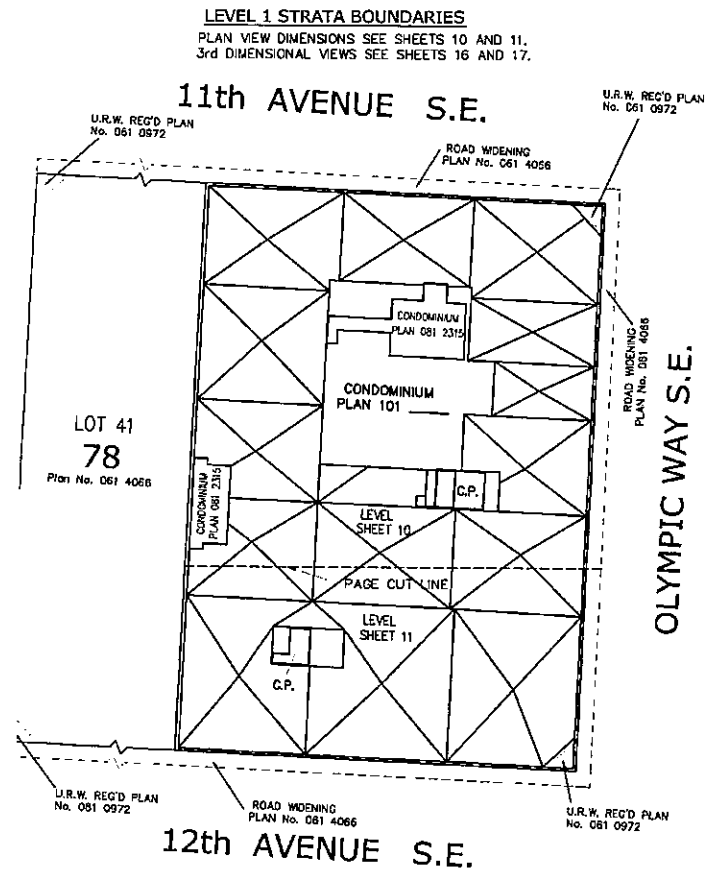 LEVEL 1 STRATA BOUNDARIES
PLAN VIEW DIMENSIONS SEE SHEETS 10 AND 11.
3rd DIMENSIONAL VIEWS SEE SHEETS 16 AND 17.
11th AVENUE S.E.
U.R.W. REG'D PLAN
No. 061 0972
U.R.W. REG'D PLAN
No. 061 0972
ROAD WIDENING
PLAN No. 061 4066
CONDOMINIUM
PLAN 081 2315
ROAD WIDENING
PLAN No. 061 4066
CONDOMINIUM
PLAN 101
LOT 41
78
Plan No. 061 4066
OLYMPIC WAY S.E.
CONDOMINIUM
PLAN 081 2315
C.P.
LEVEL
SHEET 10
PAGE CUT LINE
LEVEL
SHEET 11
C.P.
U.R.W. REG'D PLAN
No. 061 0972
ROAD WIDENING
PLAN No. 061 4066
U.R.W. REG'D PLAN
No. 061 0972
12th AVENUE S.E.